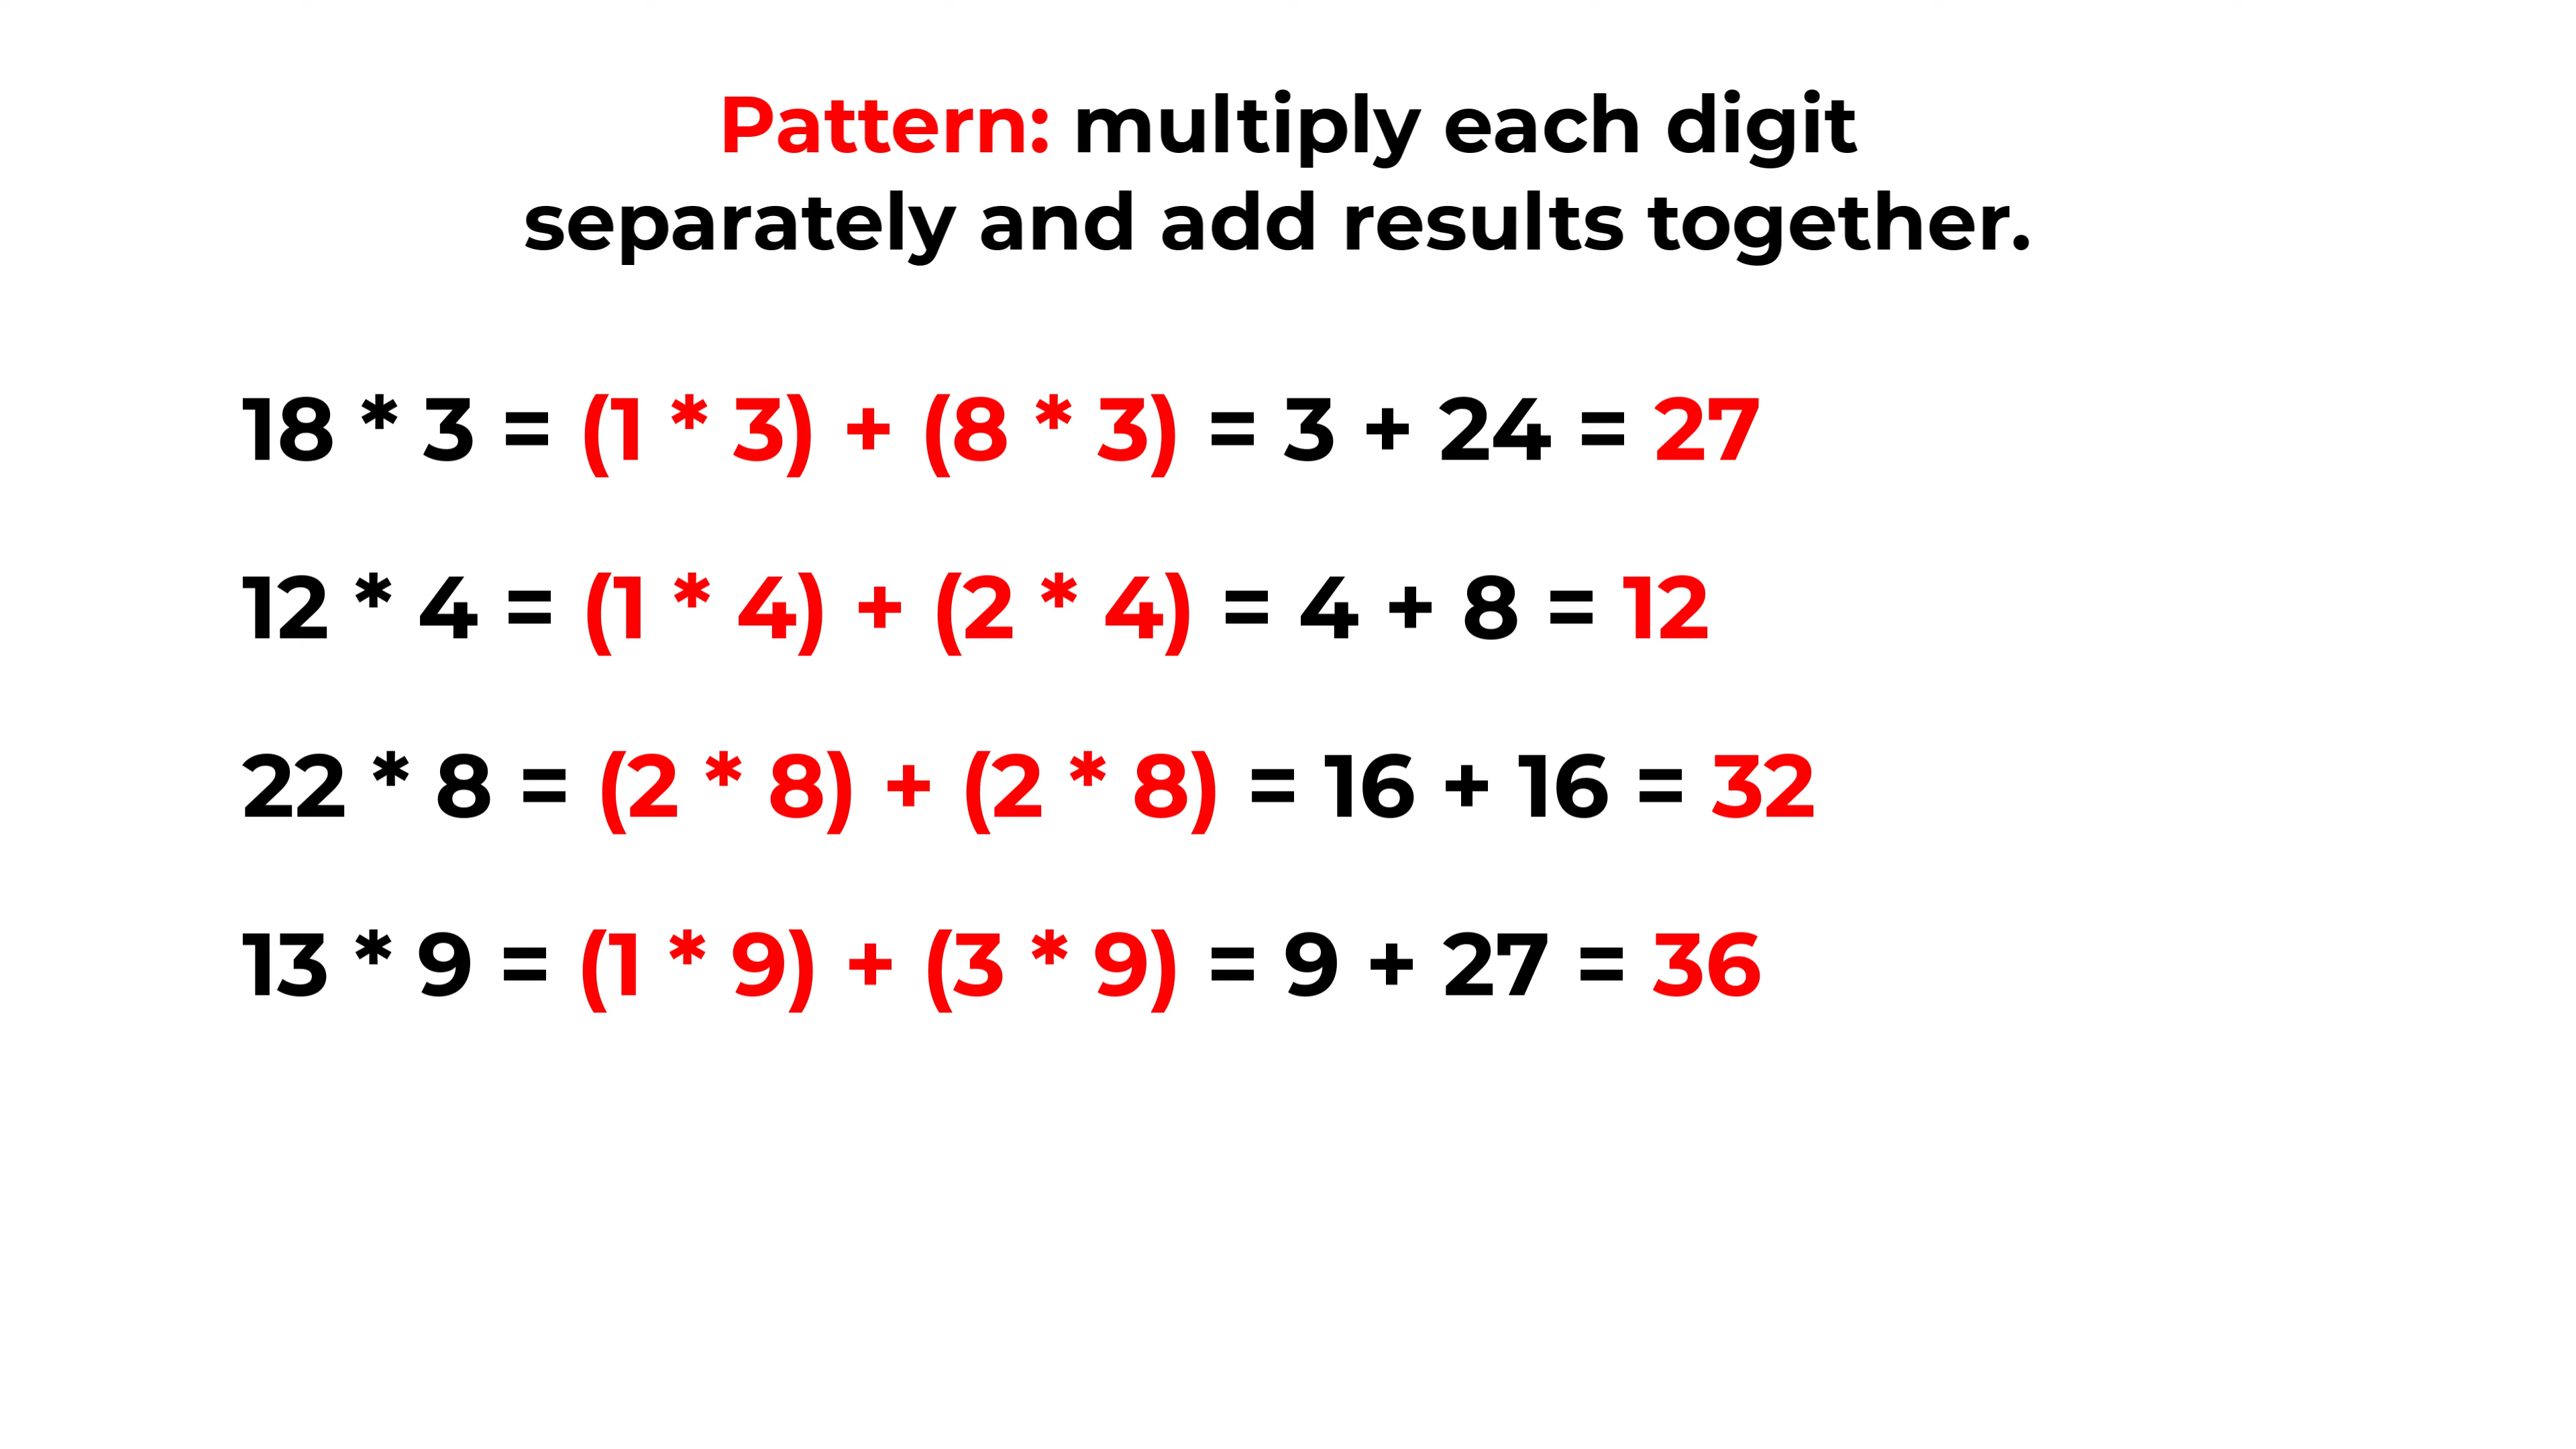 Pattern: multiply each digit
separately and add results together.
18 * 3 = (1 * 3) + (8 * 3) = 3 + 24 = 27
12 * 4 = (1 * 4) + (2 * 4) = 4 + 8 = 12
22 * 8 = (2 * 8) + (2 * 8) = 16 + 16 = 32
13 * 9 = (1 * 9) + (3 * 9) = 9 + 27 = 36